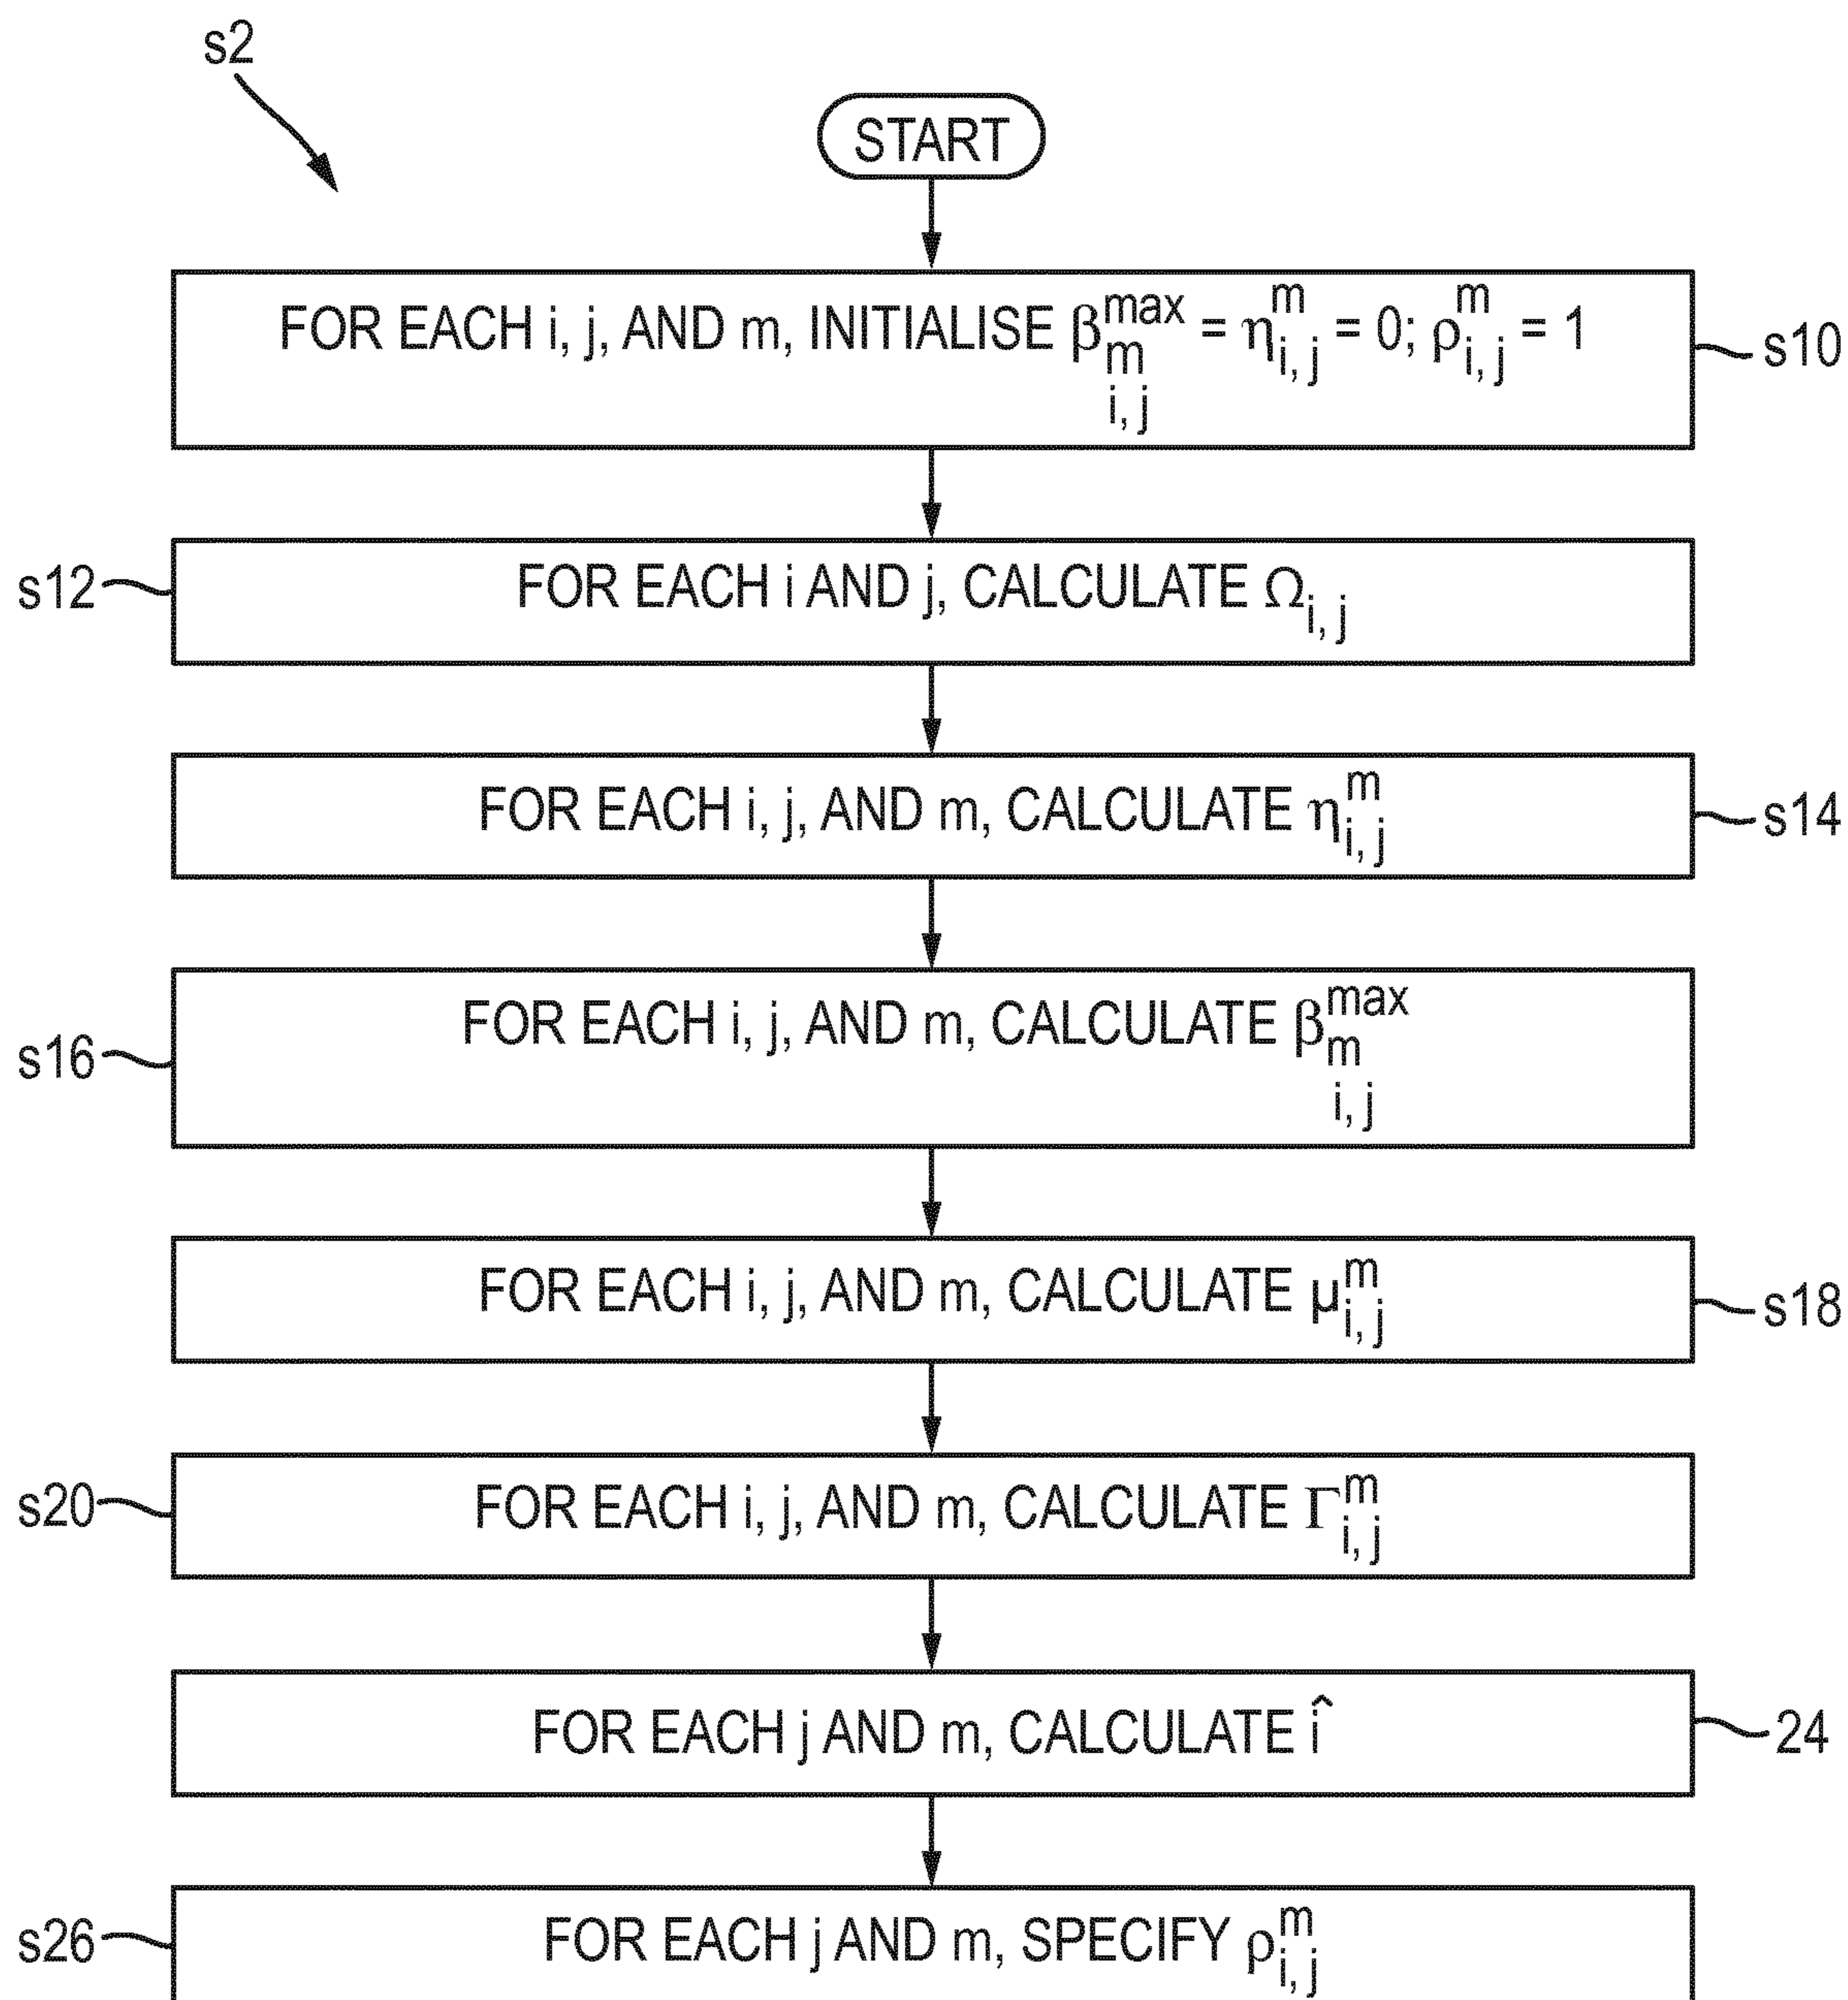 s2
START
FOR EACH i, j, AND m, INITIALISE β^max_m_i, j = η^m_i, j = 0; ρ^m_i, j = 1
s10
s12
FOR EACH i AND j, CALCULATE Ω_i, j
FOR EACH i, j, AND m, CALCULATE η^m_i, j
s14
s16
FOR EACH i, j, AND m, CALCULATE β^max_m_i, j
FOR EACH i, j, AND m, CALCULATE μ^m_i, j
s18
s20
FOR EACH i, j, AND m, CALCULATE Γ^m_i, j
FOR EACH j AND m, CALCULATE î
24
s26
FOR EACH j AND m, SPECIFY ρ^m_i, j